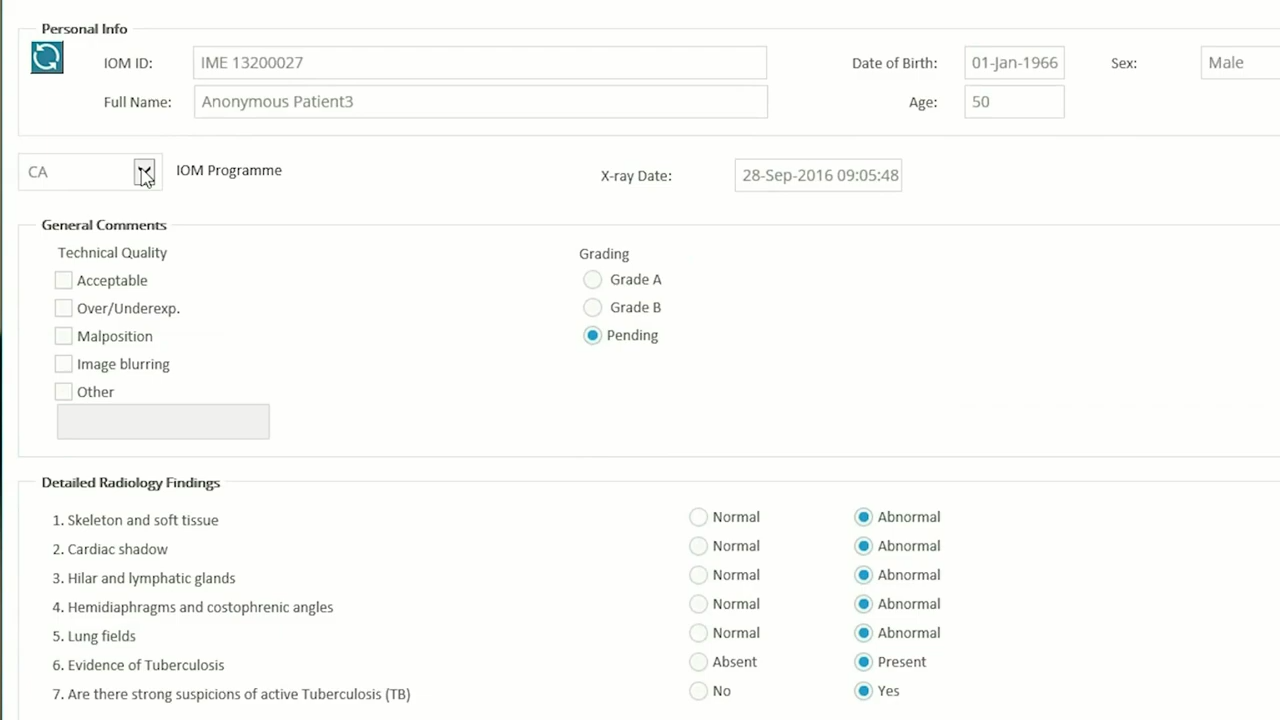 Personal Info
IOM ID: IME 13200027 Date of Birth: 01-Jan-1966 Sex: Male
Full Name: Anonymous Patient3 Age: 50
CA IOM Programme X-ray Date: 28-Sep-2016 09:05:48
General Comments
Technical Quality Grading
Acceptable Grade A
Over/Underexp. Grade B
Malposition Pending
Image blurring
Other
Detailed Radiology Findings
1. Skeleton and soft tissue Normal Abnormal
2. Cardiac shadow Normal Abnormal
3. Hilar and lymphatic glands Normal Abnormal
4. Hemidiaphragms and costophrenic angles Normal Abnormal
5. Lung fields Normal Abnormal
6. Evidence of Tuberculosis Absent Present
7. Are there strong suspicions of active Tuberculosis (TB) No Yes